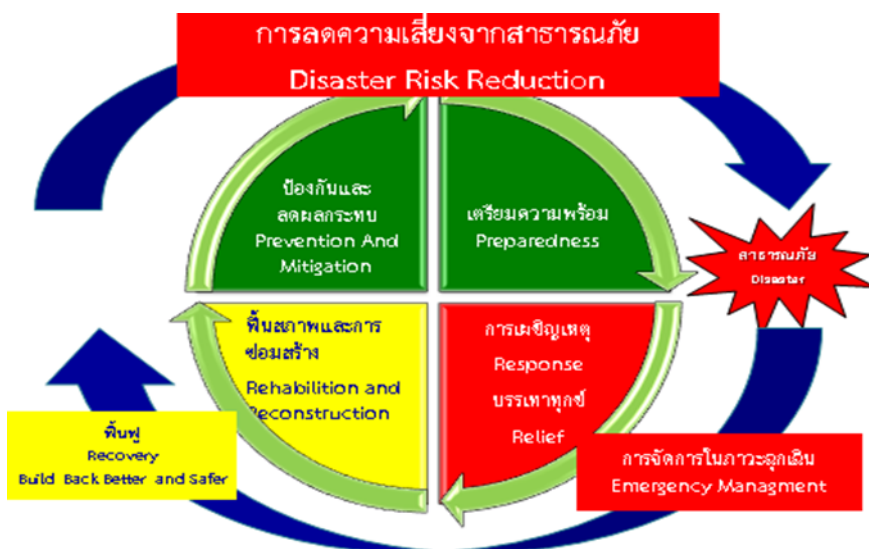 การลดความเสี่ยงจากสาธารณภัย
Disaster Risk Reduction
ป้องกันและ
ลดผลกระทบ
Prevention And
Mitigation
เตรียมความพร้อม
Preparedness
สาธารณภัย
Disaster
ฟื้นสภาพและการ
ซ่อมสร้าง
Rehabilition and
Reconstruction
การเผชิญเหตุ
Response
บรรเทาทุกข์
Relief
ฟื้นฟู
Recovery
Build Back Better and Safer
การจัดการในภาวะฉุกเฉิน
Emergency Managment